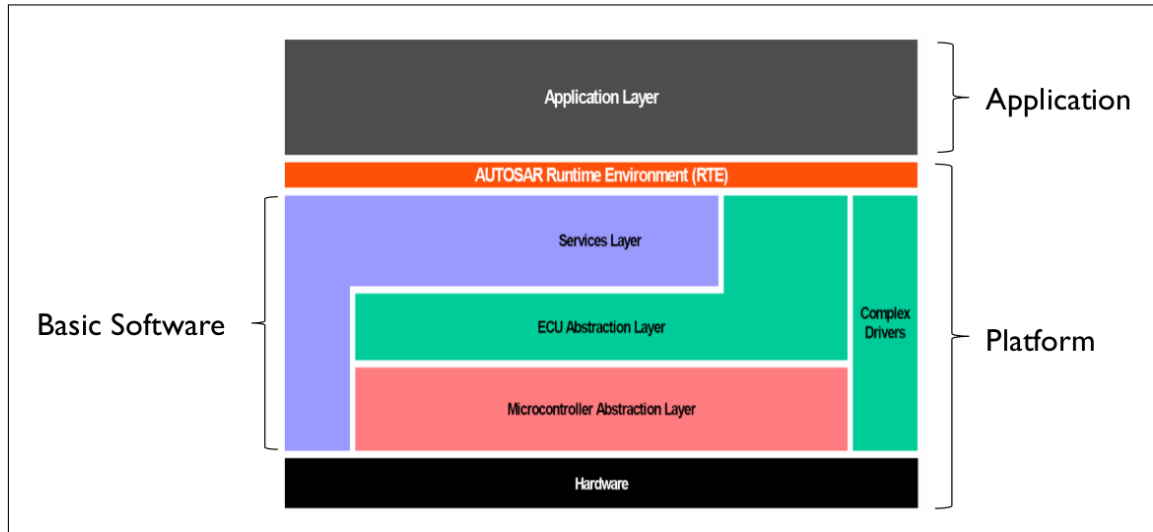 Application Layer
Application
AUTOSAR Runtime Environment (RTE)
Services Layer
Basic Software
ECU Abstraction Layer
Complex
Drivers
Platform
Microcontroller Abstraction Layer
Hardware